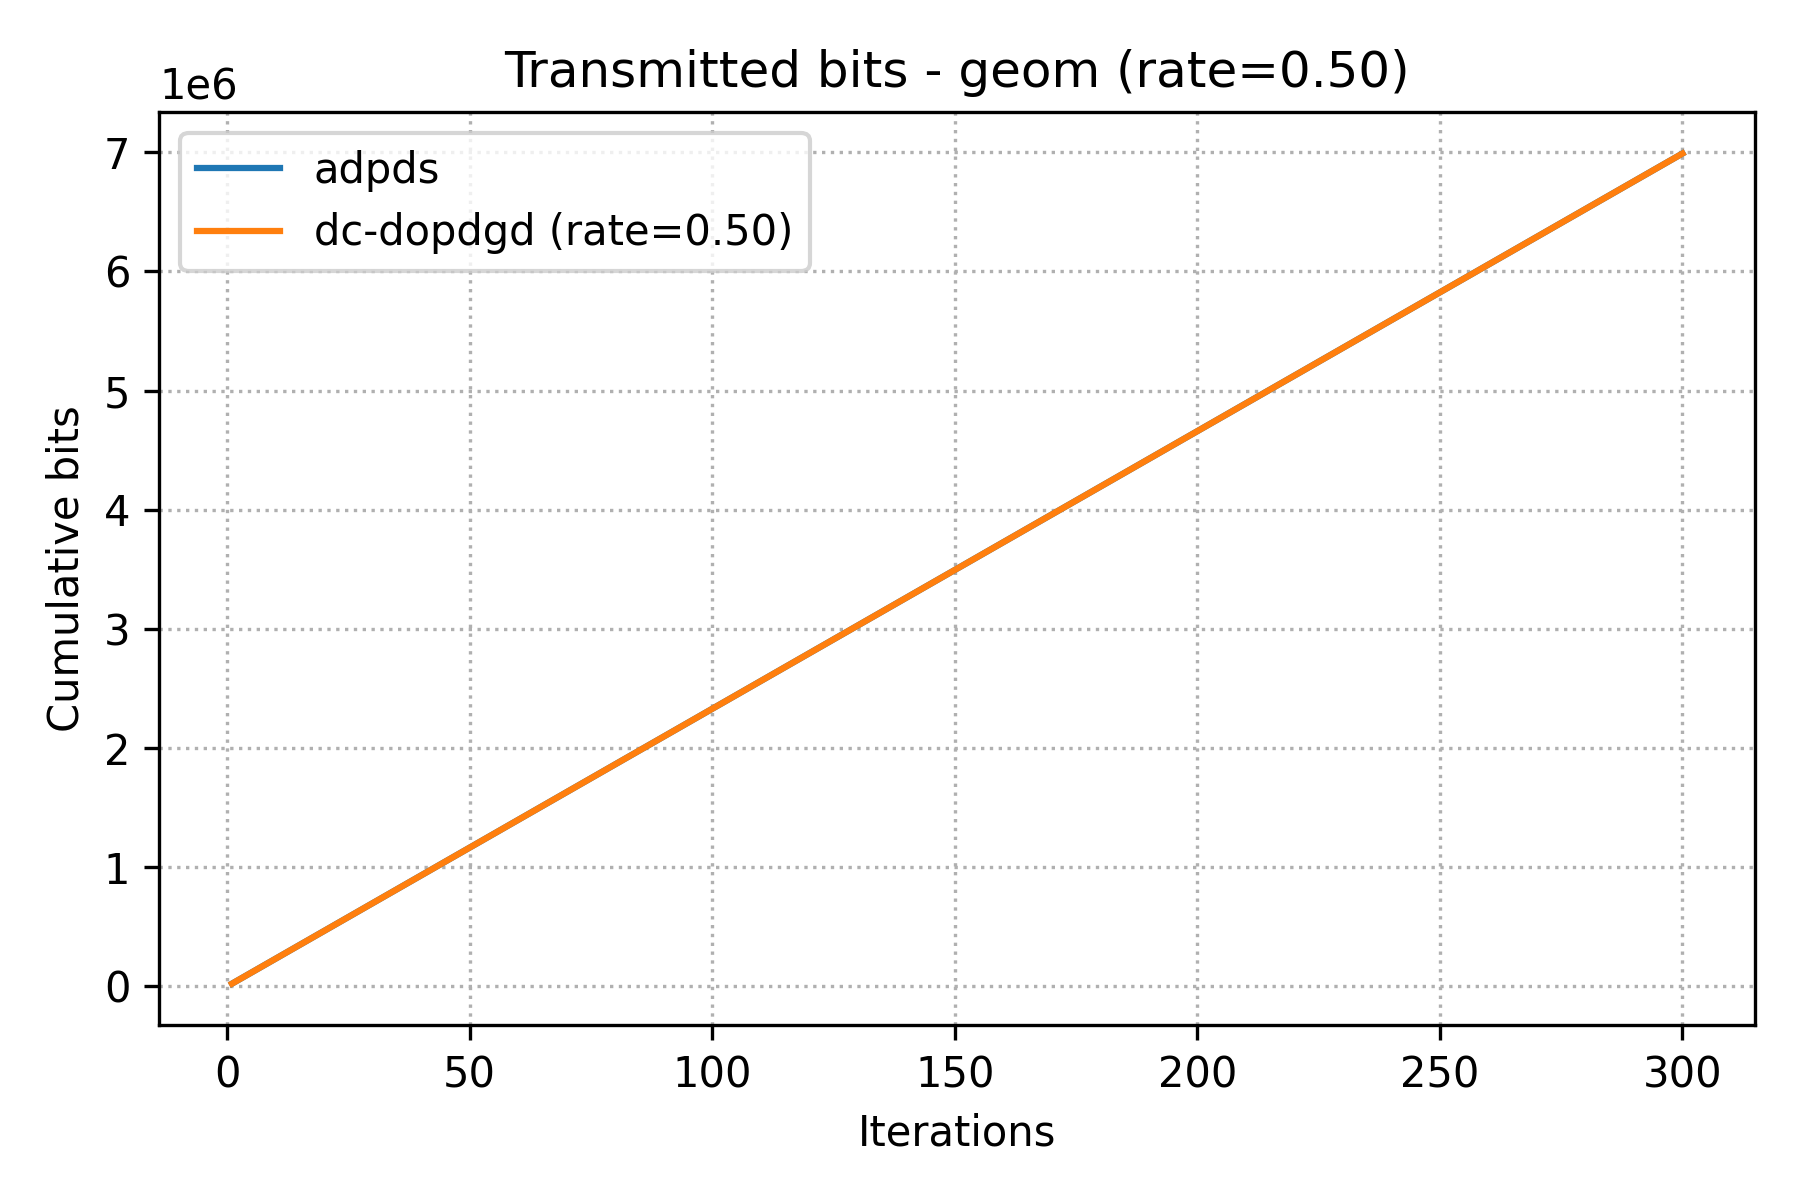 Transmitted bits - geom (rate=0.50)
1e6
adpds
dc-dopdgd (rate=0.50)
7
6
5
4
3
2
1
0
Cumulative bits
0 50 100 150 200 250 300
Iterations